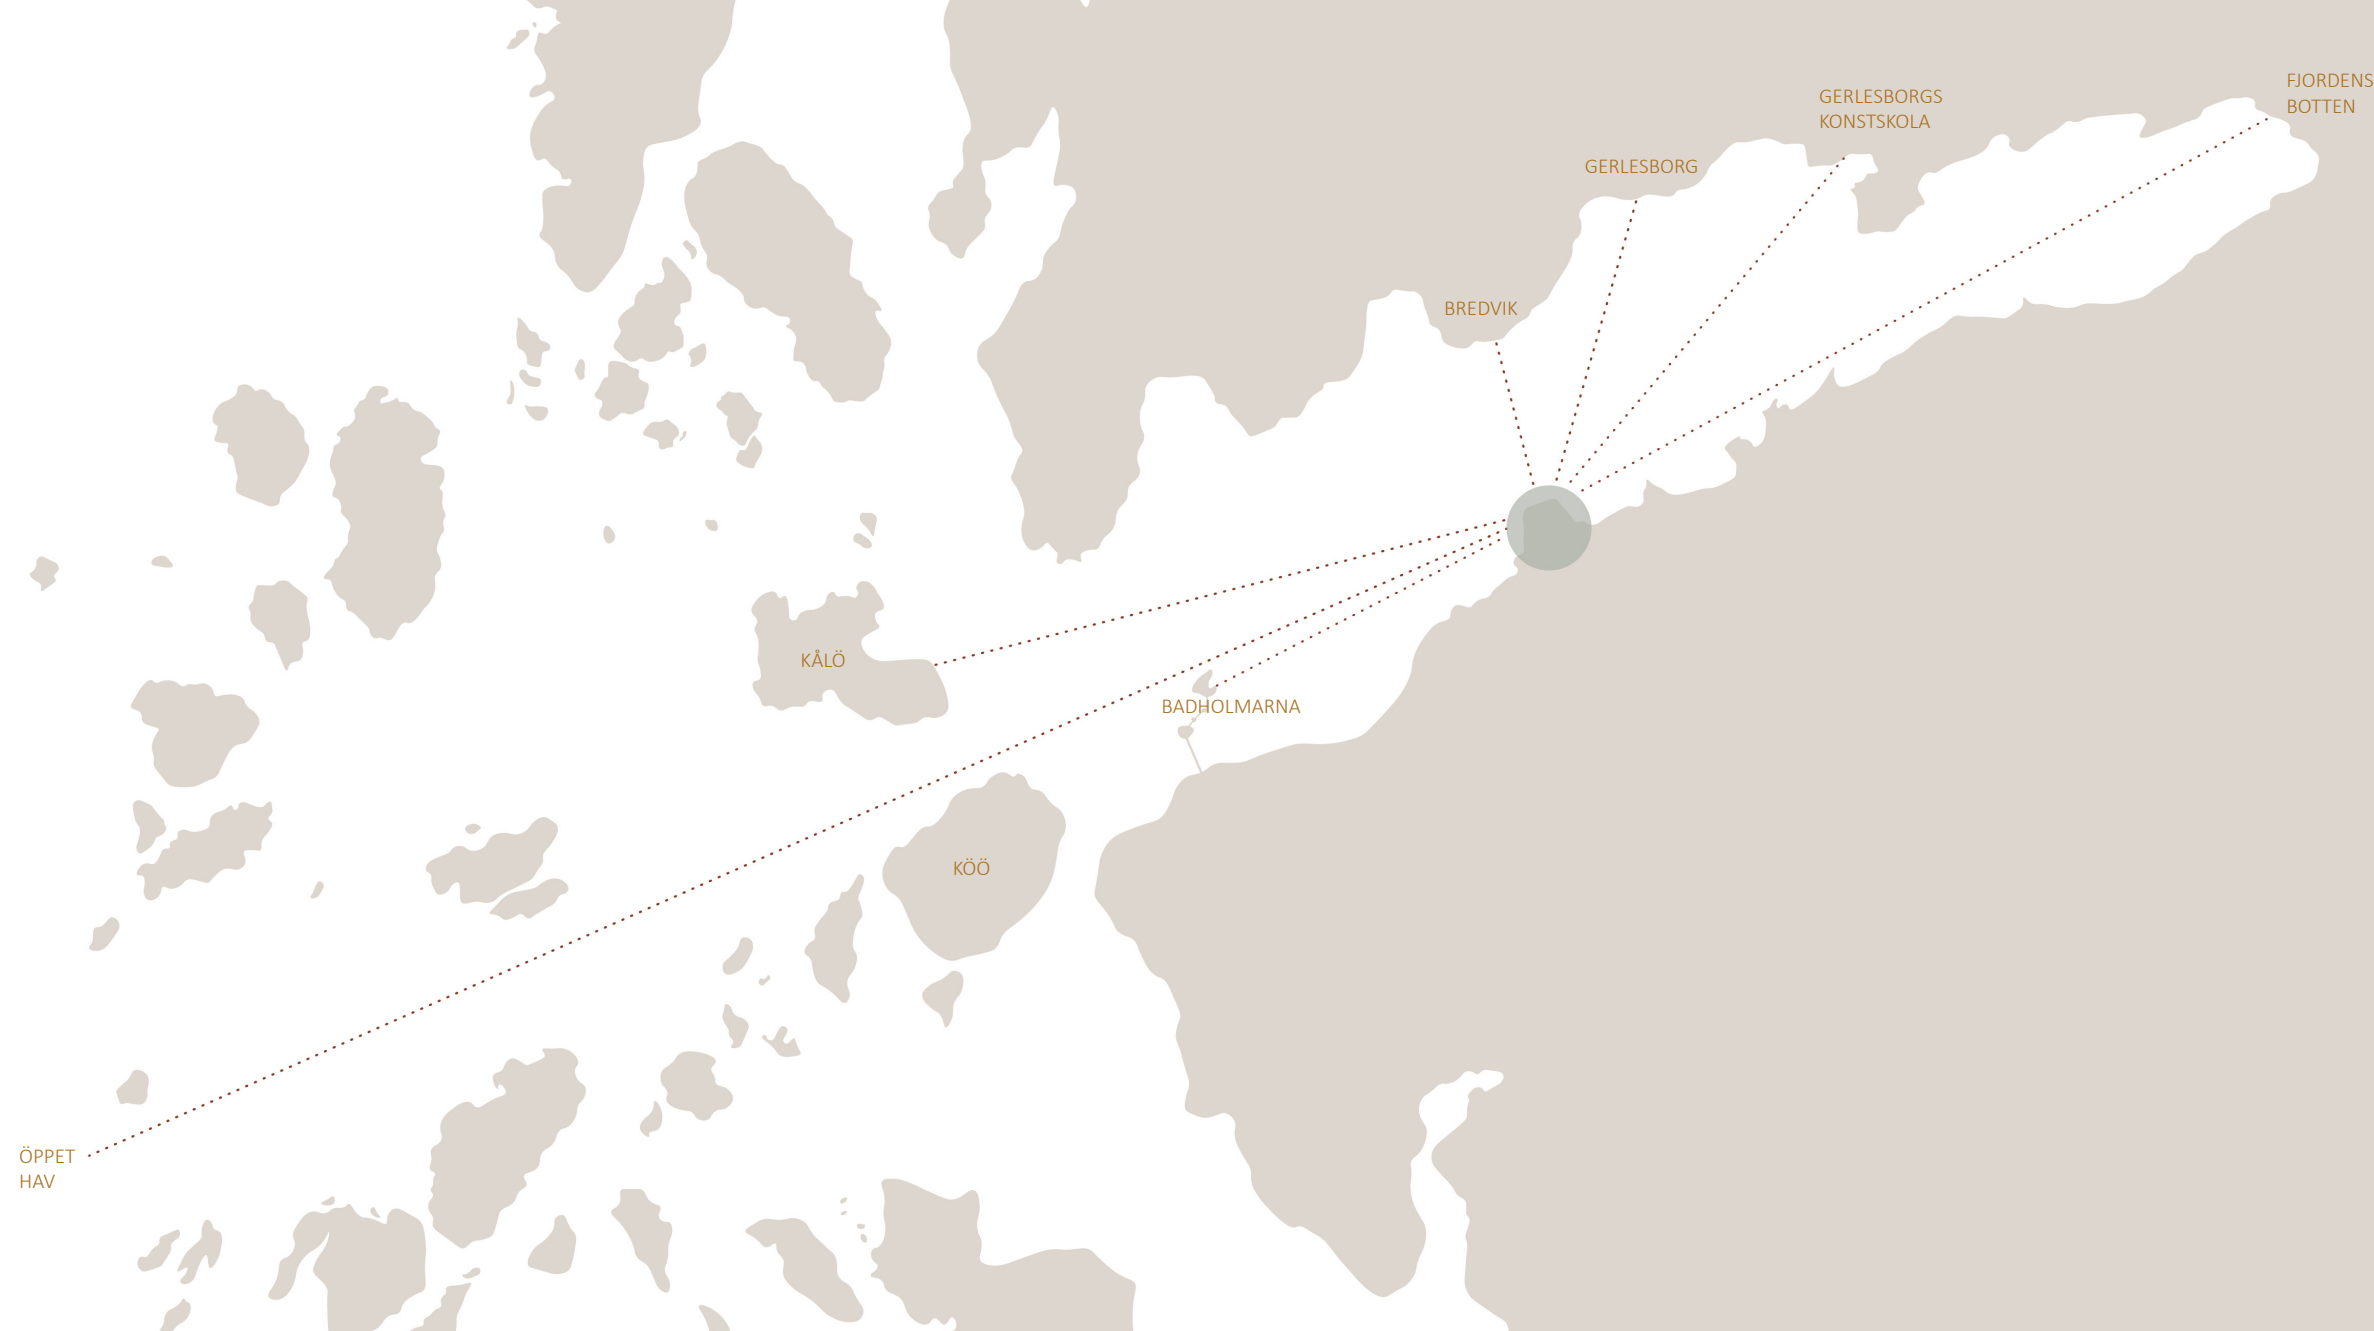 FJORDENS
BOTTEN
GERLESBORGS
KONSTSKOLA
GERLESBORG
BREDVIK
KÅLÖ
BADHOLMARNA
KÖÖ
ÖPPET
HAV